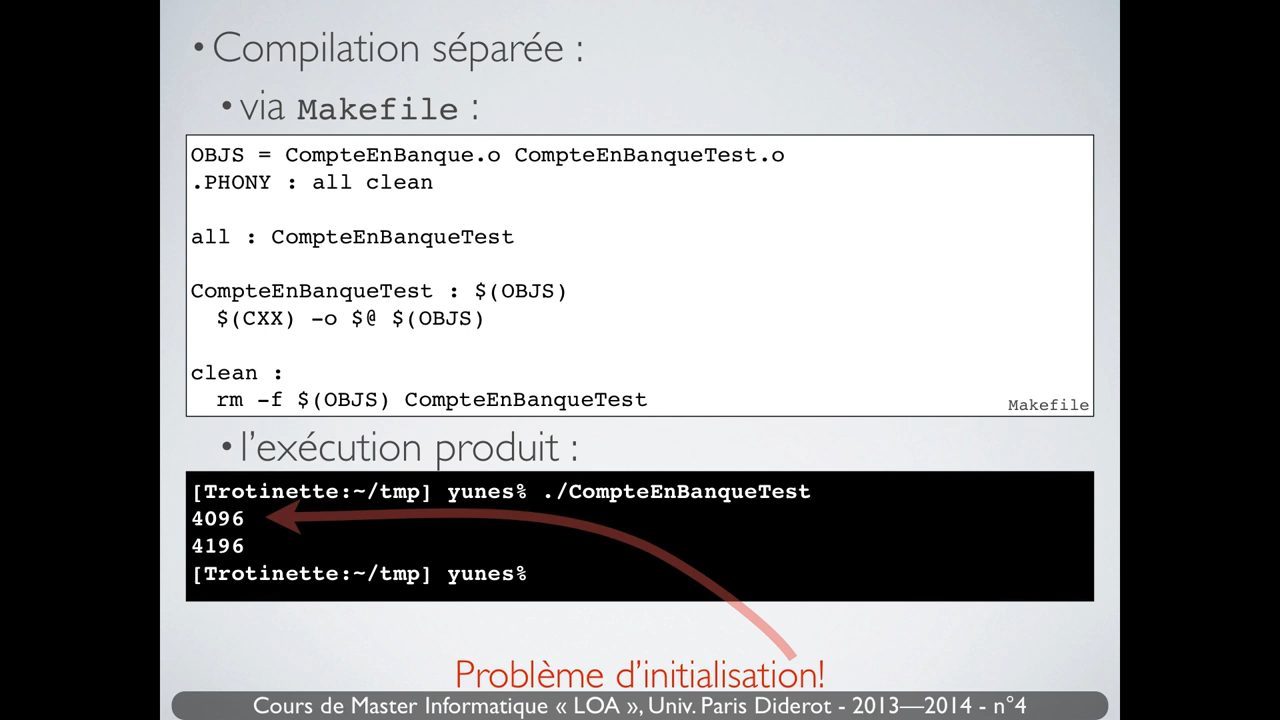 • Compilation séparée :
• via Makefile :
OBJS = CompteEnBanque.o CompteEnBanqueTest.o
.PHONY : all clean
all : CompteEnBanqueTest
CompteEnBanqueTest : $(OBJS)
$(CXX) -o $@ $(OBJS)
clean :
rm -f $(OBJS) CompteEnBanqueTest
Makefile
• l’exécution produit :
[Trotinette:~/tmp] yunes% ./CompteEnBanqueTest
4096
4196
[Trotinette:~/tmp] yunes%
Problème d’initialisation!
Cours de Master Informatique « LOA », Univ. Paris Diderot - 2013—2014 - n°4